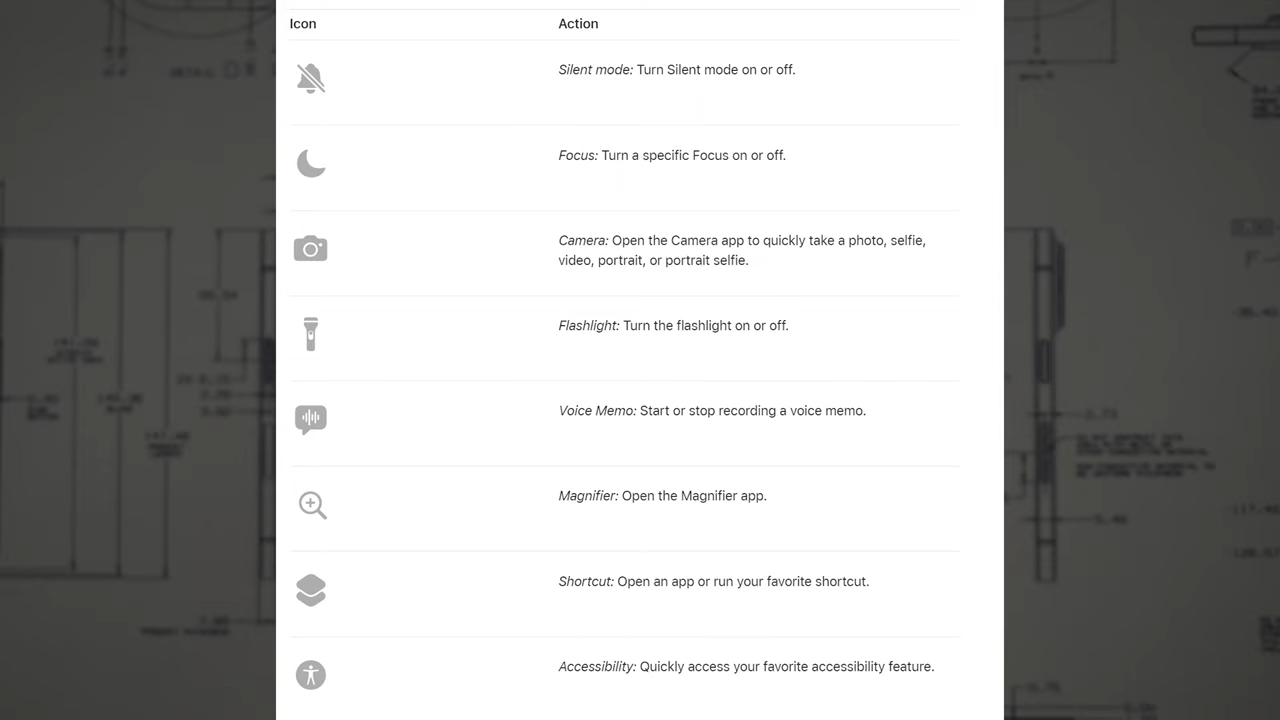 Icon Action
Silent mode: Turn Silent mode on or off.
Focus: Turn a specific Focus on or off.
Camera: Open the Camera app to quickly take a photo, selfie,
video, portrait, or portrait selfie.
Flashlight: Turn the flashlight on or off.
Voice Memo: Start or stop recording a voice memo.
Magnifier: Open the Magnifier app.
Shortcut: Open an app or run your favorite shortcut.
Accessibility: Quickly access your favorite accessibility feature.